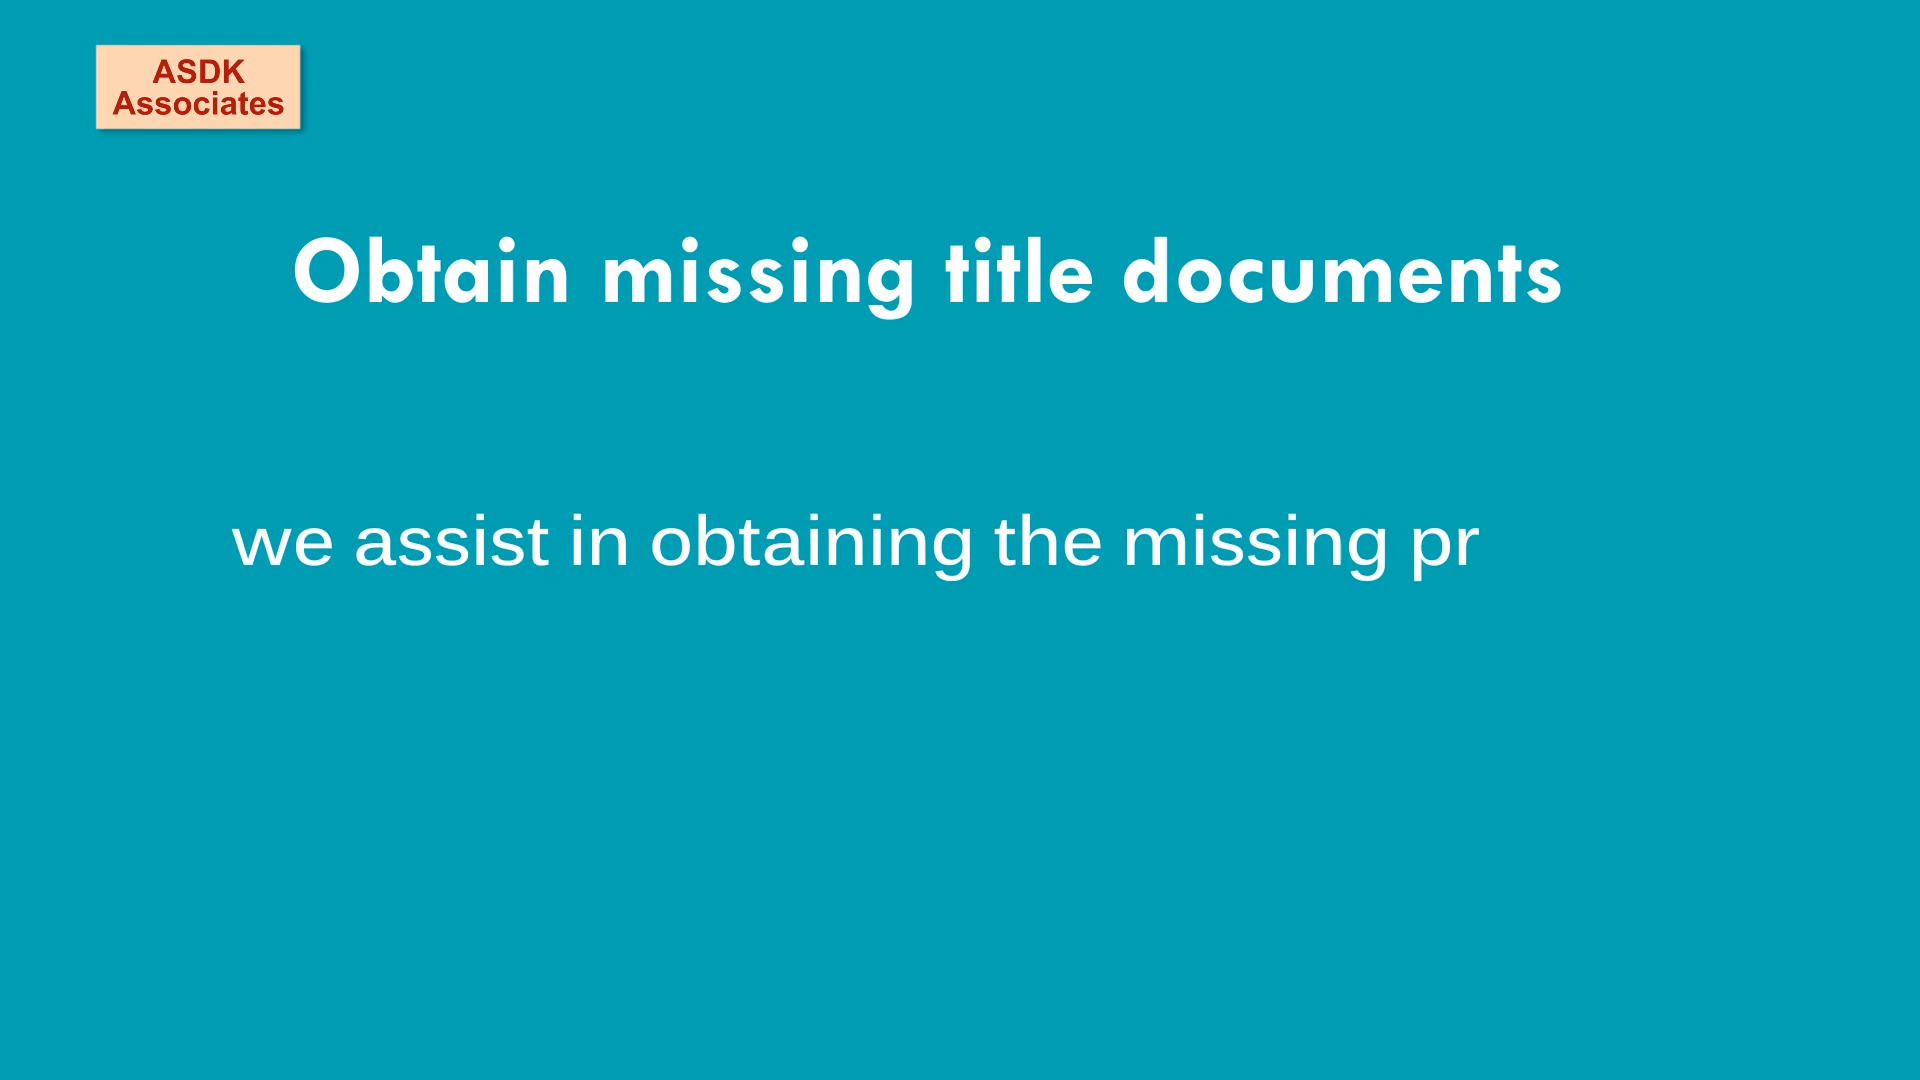 ASDK
Associates
Obtain missing title documents
we assist in obtaining the missing pr